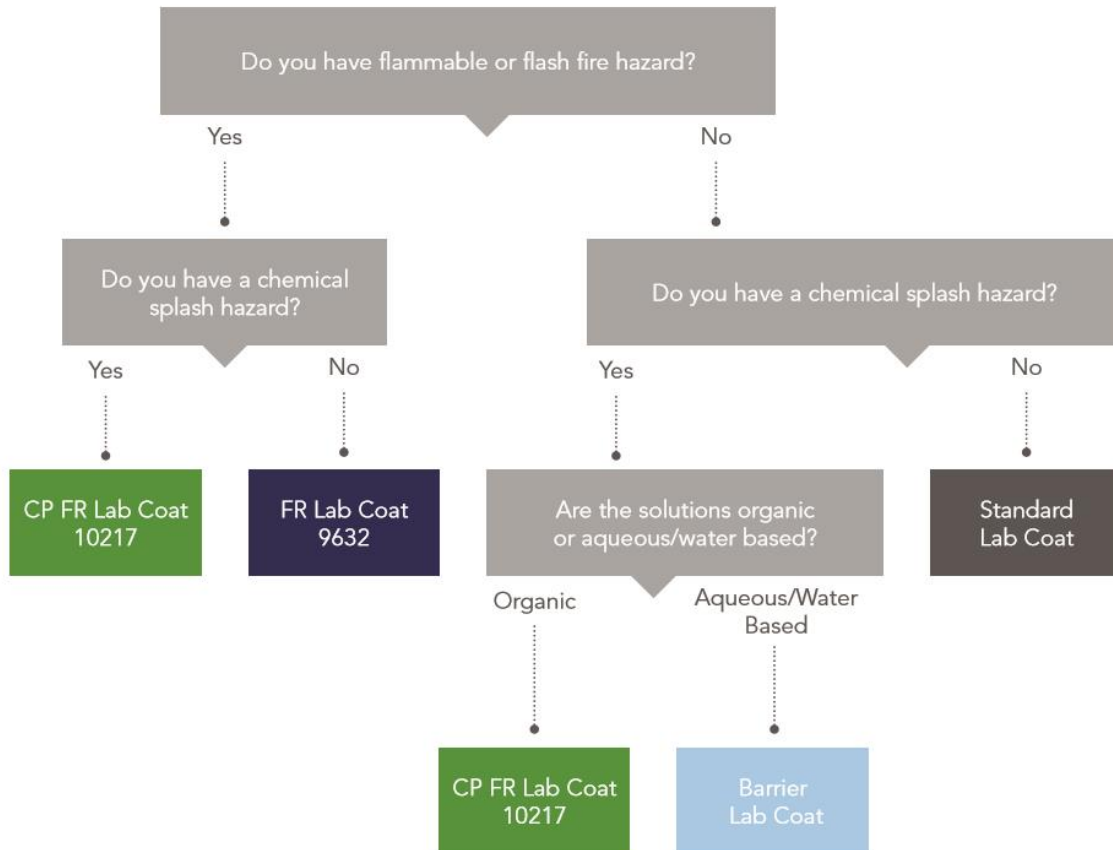 Do you have flammable or flash fire hazard?
Yes
No
Do you have a chemical
splash hazard?
Do you have a chemical splash hazard?
Yes
No
Yes
No
CP FR Lab Coat
10217
FR Lab Coat
9632
Are the solutions organic
or aqueous/water based?
Standard
Lab Coat
Organic
Aqueous/Water
Based
CP FR Lab Coat
10217
Barrier
Lab Coat